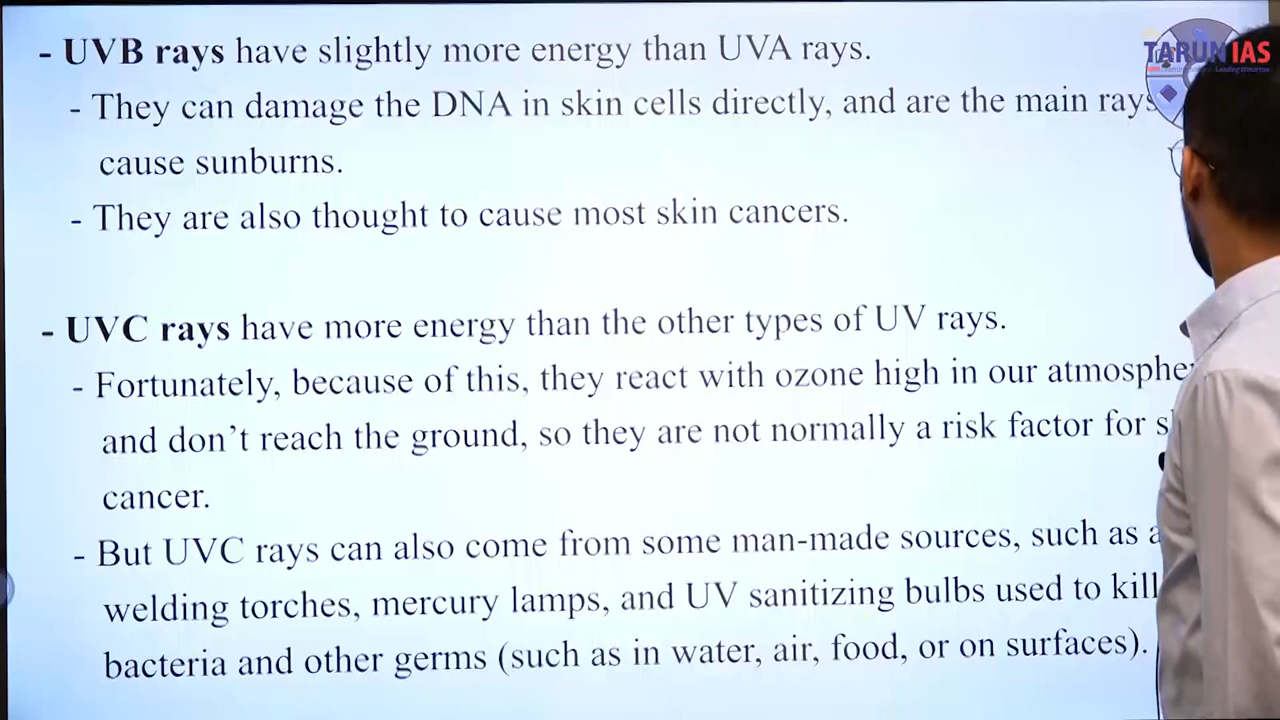 - UVB rays have slightly more energy than UVA rays.
- They can damage the DNA in skin cells directly, and are the main rays
cause sunburns.
- They are also thought to cause most skin cancers.
- UVC rays have more energy than the other types of UV rays.
- Fortunately, because of this, they react with ozone high in our atmosphe
and don’t reach the ground, so they are not normally a risk factor for s
cancer.
- But UVC rays can also come from some man-made sources, such as a
welding torches, mercury lamps, and UV sanitizing bulbs used to kill
bacteria and other germs (such as in water, air, food, or on surfaces).
TARUN IAS